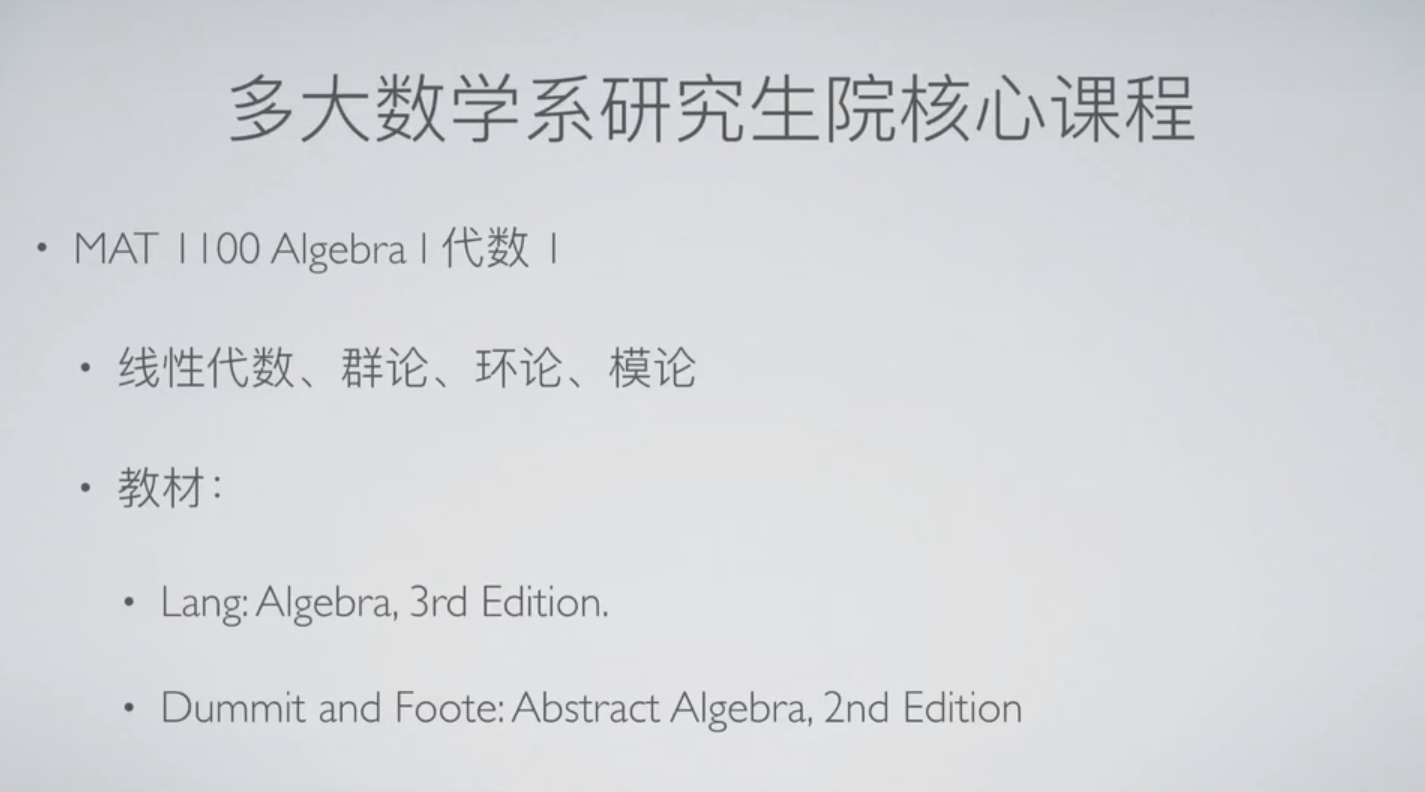 多大数学系研究生院核心课程
• MAT 1100 Algebra I 代数 1
• 线性代数、群论、环论、模论
• 教材：
• Lang: Algebra, 3rd Edition.
• Dummit and Foote: Abstract Algebra, 2nd Edition